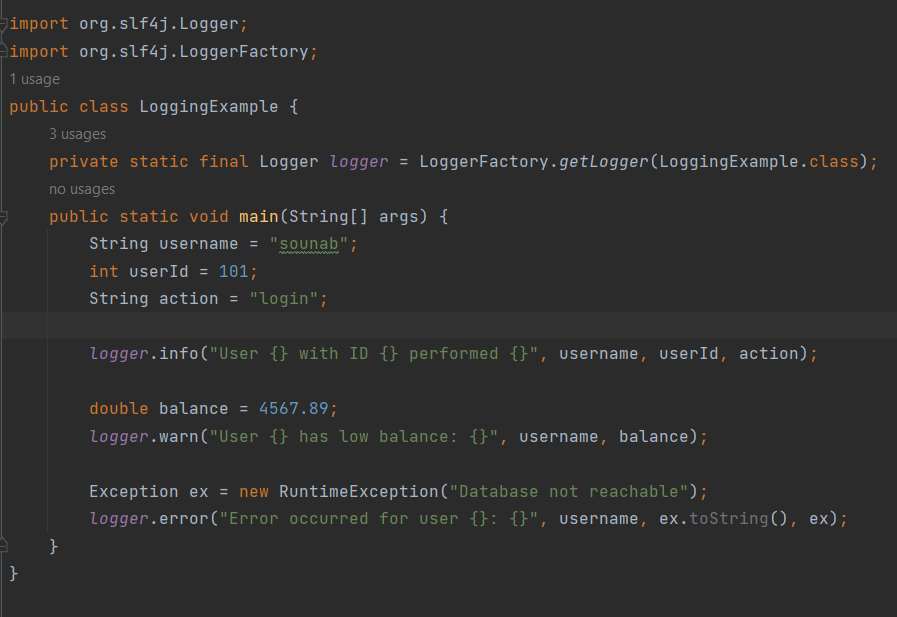 import org.slf4j.Logger;
import org.slf4j.LoggerFactory;
1 usage
public class LoggingExample {
3 usages
private static final Logger logger = LoggerFactory.getLogger(LoggingExample.class);
no usages
public static void main(String[] args) {
String username = "sounab";
int userId = 101;
String action = "login";
logger.info("User {} with ID {} performed {}", username, userId, action);
double balance = 4567.89;
logger.warn("User {} has low balance: {}", username, balance);
Exception ex = new RuntimeException("Database not reachable");
logger.error("Error occurred for user {}: {}", username, ex.toString(), ex);
}
}